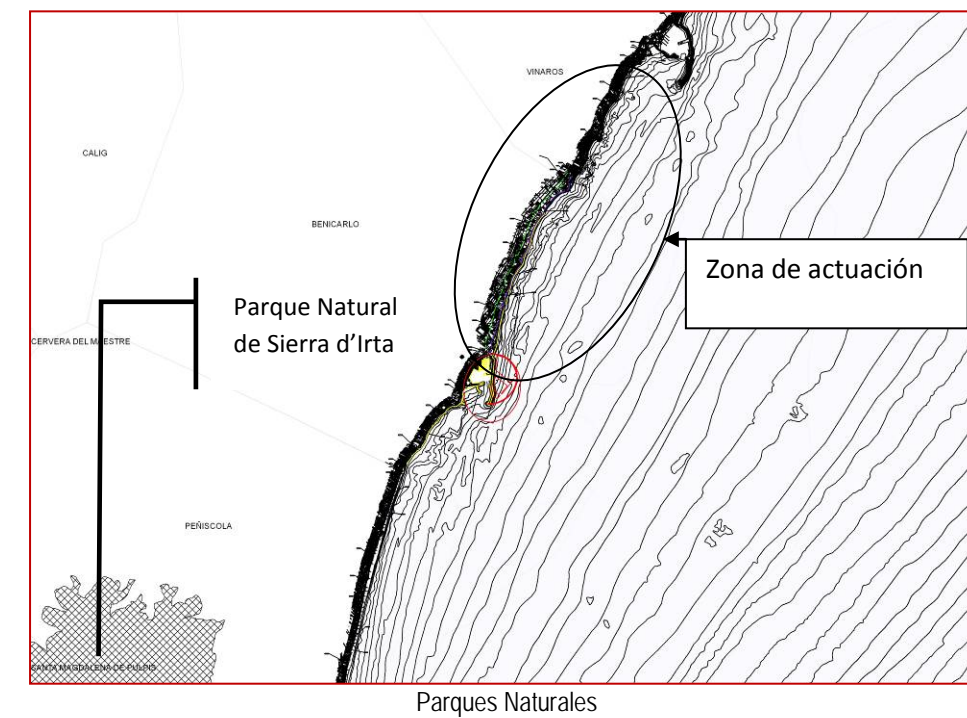 VINAROS
CALIG
BENICARLO
Zona de actuación
Parque Natural
de Sierra d’Irta
CERVERA DEL MAESTRE
PEÑISCOLA
SANTA MAGDALENA DE PULPIS
Parques Naturales